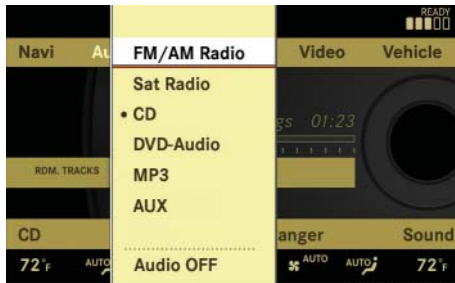 READY
Navi Au FM/AM Radio Video Vehicle
Sat Radio
• CD
gs 01:23
DVD-Audio
RDM. TRACKS MP3
AUX
CD anger Sound
72°F AUTO Audio OFF AUTO AUTO 72°F